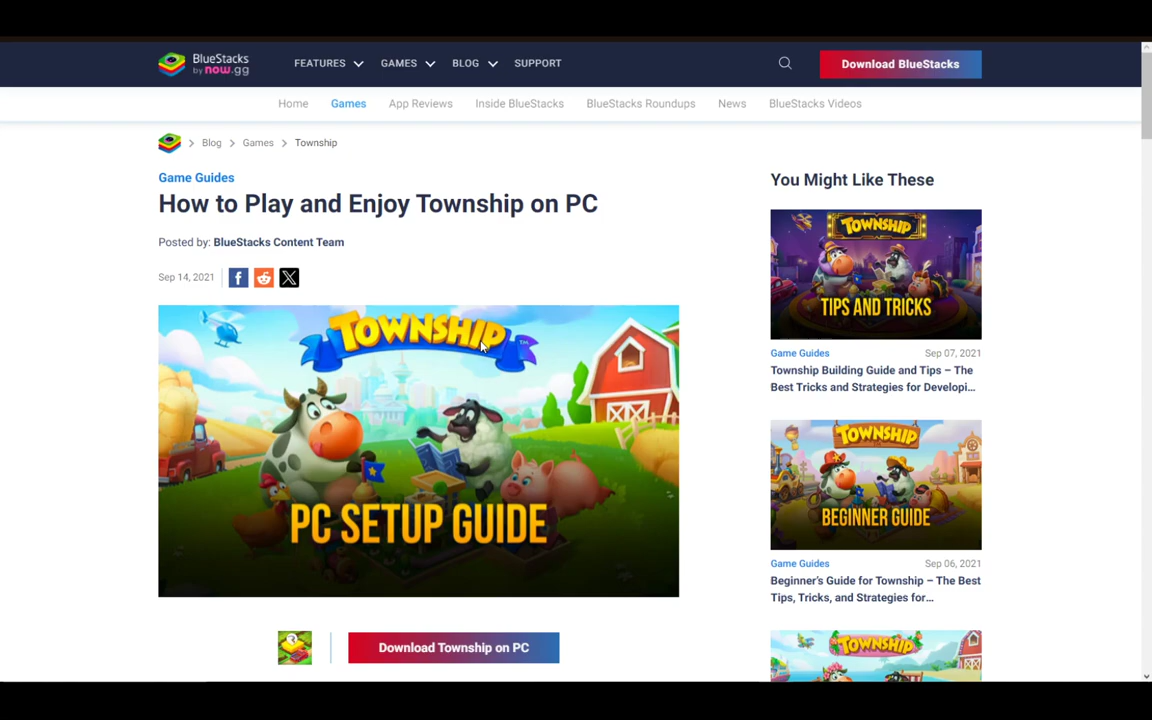 BlueStacks
by now.gg
FEATURES
GAMES
BLOG
SUPPORT
Download BlueStacks
Home
Games
App Reviews
Inside BlueStacks
BlueStacks Roundups
News
BlueStacks Videos
Blog
Games
Township
Game Guides
How to Play and Enjoy Township on PC
Posted by: BlueStacks Content Team
Sep 14, 2021
TOWNSHIP
TM
PC SETUP GUIDE
Download Township on PC
You Might Like These
TOWNSHIP
TIPS AND TRICKS
Game Guides
Sep 07, 2021
Township Building Guide and Tips – The
Best Tricks and Strategies for Developi...
TOWNSHIP
BEGINNER GUIDE
Game Guides
Sep 06, 2021
Beginner's Guide for Township – The Best
Tips, Tricks, and Strategies for...
TOWNSHIP